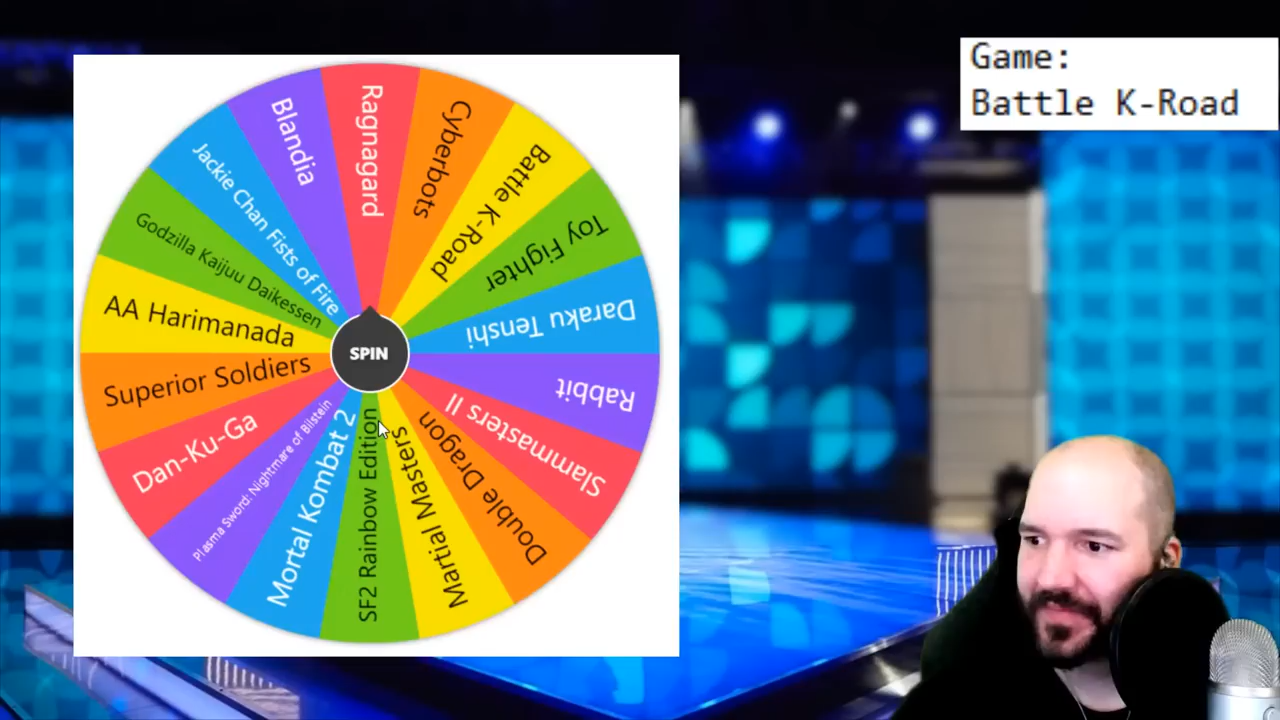 Game:
Battle K-Road
Ragnagard
Cyberbots
Battle K-Road
Toy Fighter
Daraku Tenshi
Rabbit
Slammasters II
Double Dragon
Martial Masters
SF2 Rainbow Edition
Mortal Kombat 2
Plasma Sword: Nightmare of Bilstein
Dan-Ku-Ga
Superior Soldiers
AA Harimanada
Godzilla Kaijuu Daikessen
Jackie Chan Fists of Fire
Blandia
SPIN